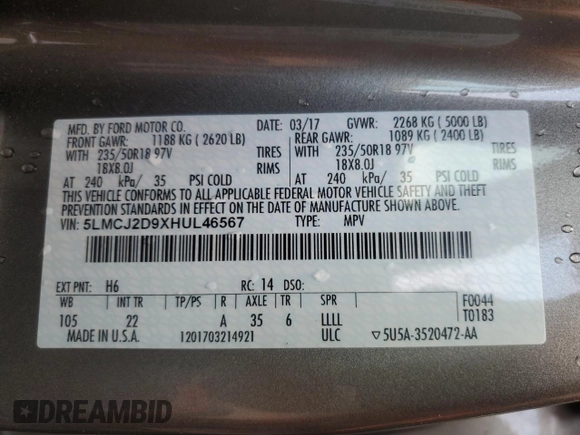 MFD. BY FORD MOTOR CO.
DATE: 03/17 GVWR: 2268 KG ( 5000 LB)
FRONT GAWR: 1188 KG ( 2620 LB) REAR GAWR: 1089 KG ( 2400 LB)
WITH 235/50R18 97V TIRES WITH 235/50R18 97V TIRES
18X8.0J RIMS 18X8.0J RIMS
AT 240 kPa/ 35 PSI COLD AT 240 kPa/ 35 PSI COLD
THIS VEHICLE CONFORMS TO ALL APPLICABLE FEDERAL MOTOR VEHICLE SAFETY AND THEFT
PREVENTION STANDARDS IN EFFECT ON THE DATE OF MANUFACTURE SHOWN ABOVE.
VIN: 5LMCJ2D9XHUL46567 TYPE: MPV
EXT PNT: H6 RC: 14 DSO:
WB INT TR TP/PS R AXLE TR SPR F0044
105 22 A 35 6 LLLL T0183
MADE IN U.S.A. 1201703214921 ULC ▽5U5A-3520472-AA
DREAMBID